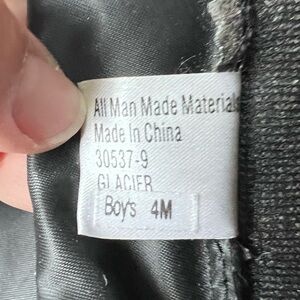 All Man Made Materials
Made In China
30537-9
GLACIER
Boys 4M